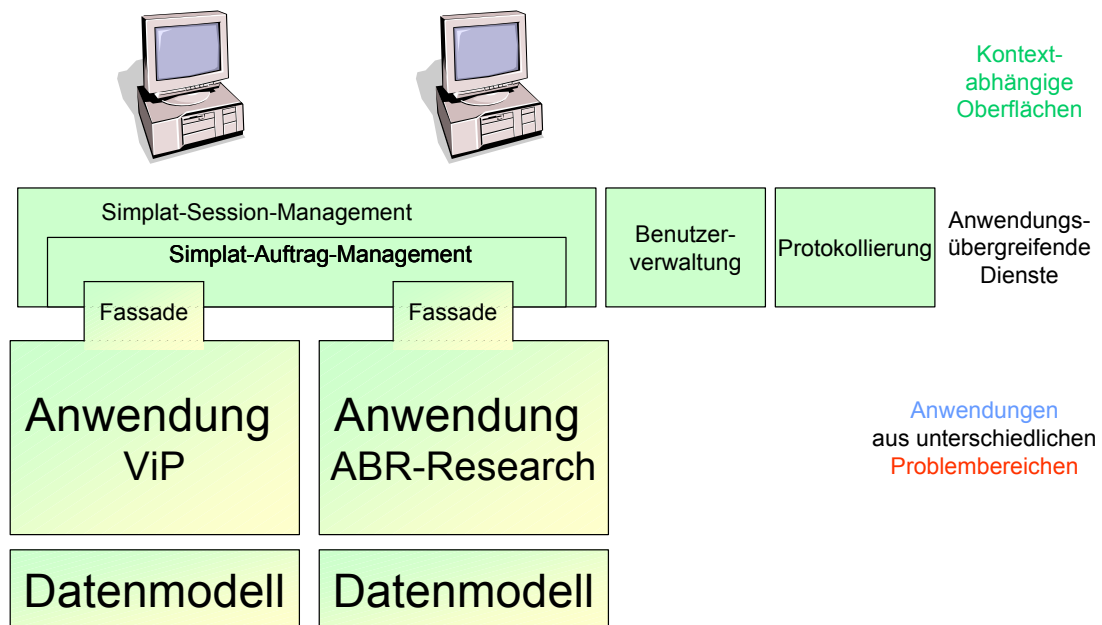 Kontext-
abhängige
Oberflächen
Simplat-Session-Management
Simplat-Auftrag-Management
Benutzer-
verwaltung
Protokollierung
Anwendungs-
übergreifende
Dienste
Fassade
Fassade
Anwendung
ViP
Anwendung
ABR-Research
Anwendungen
aus unterschiedlichen
Problembereichen
Datenmodell
Datenmodell